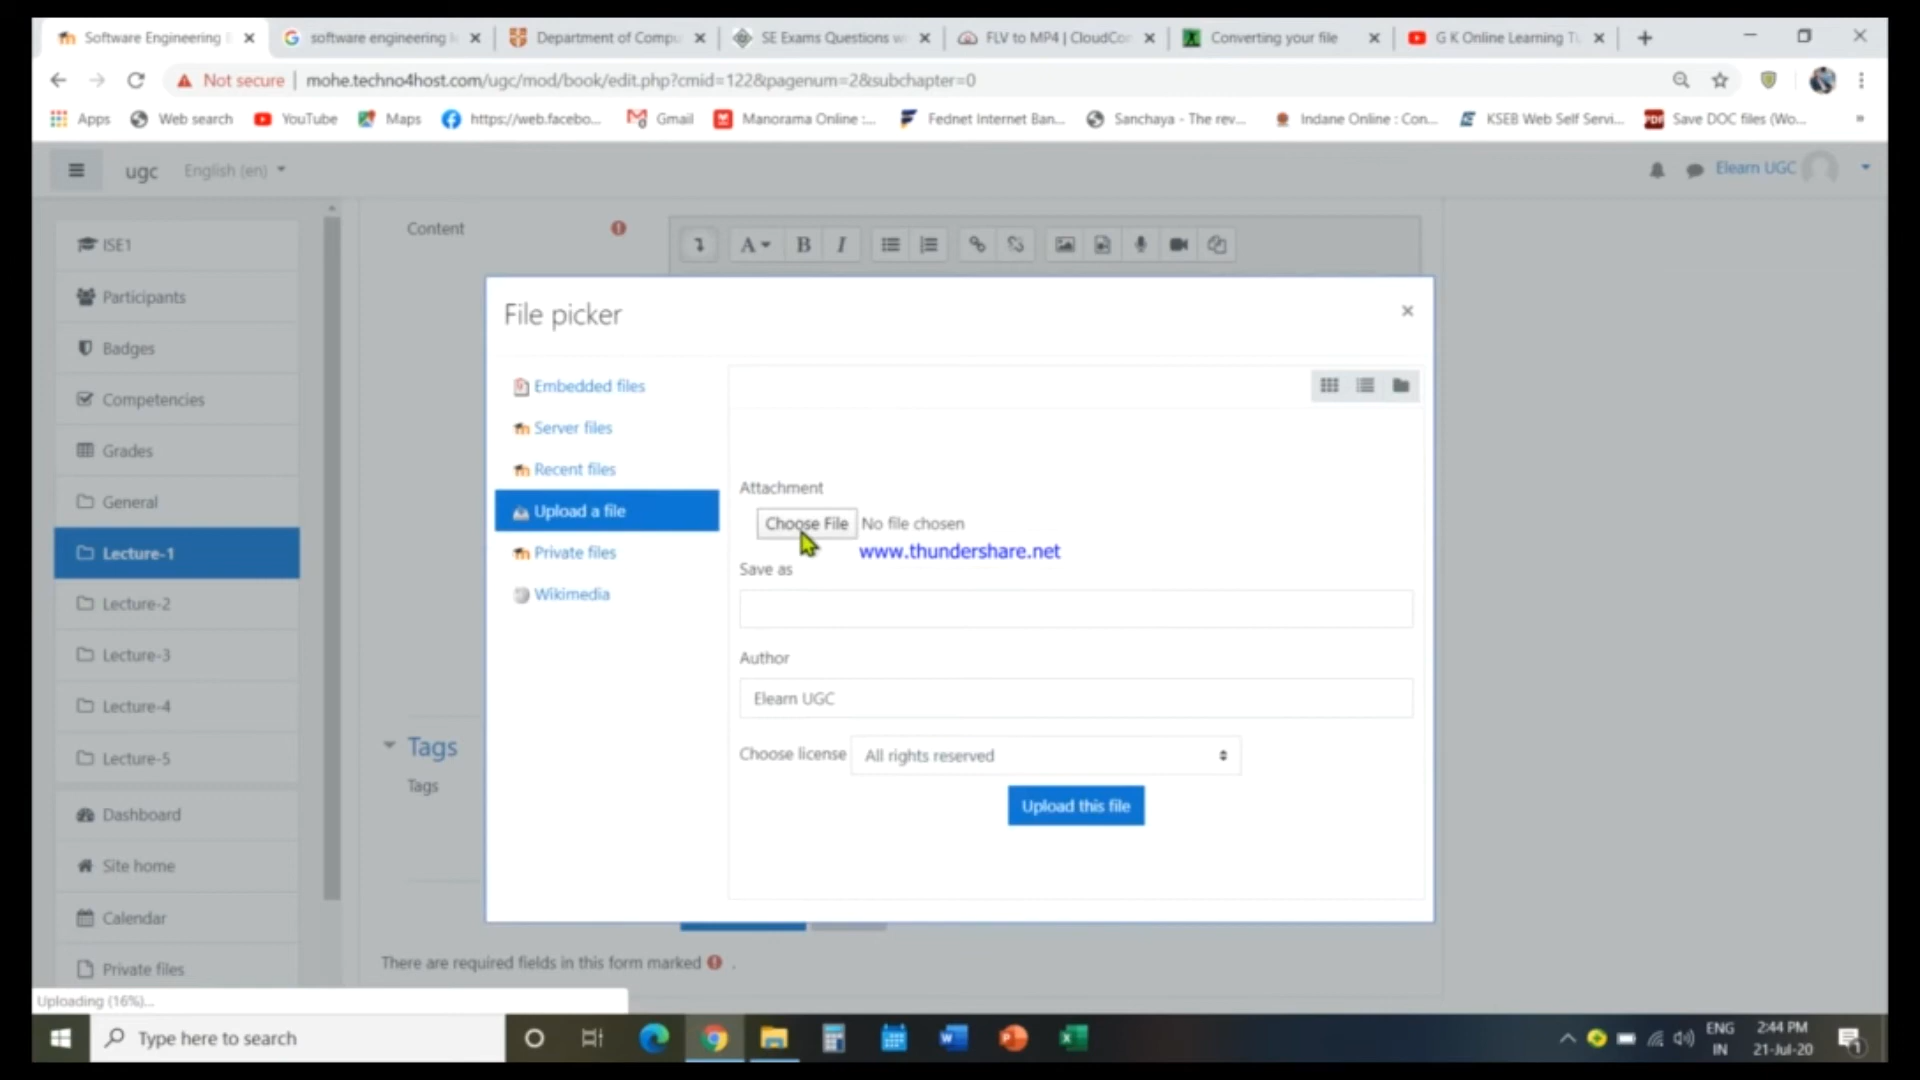 Software Engineering
software engineering
Department of Compu
SE Exams Questions w
FLV to MP4 | CloudCo
Converting your file
G K Online Learning Tu
Not secure | mohe.techno4host.com/ugc/mod/book/edit.php?cmid=122&pagenum=2&subchapter=0
Apps
Web search
YouTube
Maps
https://web.facebo...
Gmail
Manorama Online :...
Fednet Internet Ban...
Sanchaya - The rev...
Indane Online : Con...
KSEB Web Self Servi...
Save DOC files (Wo...
ugc
English (en)
Elearn UGC
ISE1
Participants
Badges
Competencies
Grades
General
Lecture-1
Lecture-2
Lecture-3
Lecture-4
Lecture-5
Dashboard
Site home
Calendar
Private files
Content
A B I
File picker
Embedded files
Server files
Recent files
Upload a file
Private files
Wikimedia
Attachment
Choose File No file chosen
www.thundershare.net
Save as
Author
Elearn UGC
Choose license All rights reserved
Upload this file
Tags
Tags
There are required fields in this form marked .
Uploading (16%)...
Type here to search
ENG
IN
2:44 PM
21-Jul-20
1